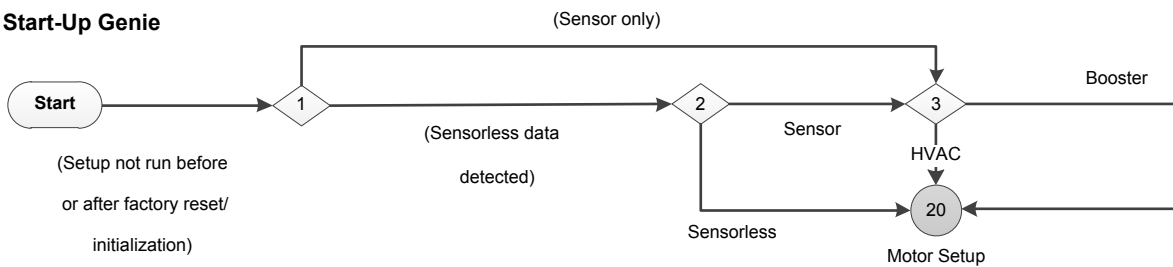 Start-Up Genie
(Sensor only)
Booster
Start
1
2
3
Sensor
(Sensorless data
detected)
HVAC
(Setup not run before
or after factory reset/
initialization)
20
Sensorless
Motor Setup